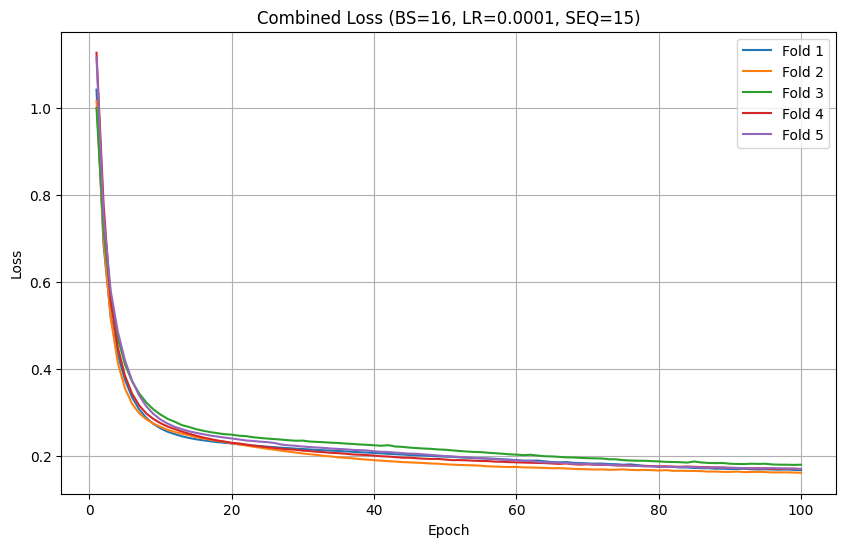 Combined Loss (BS=16, LR=0.0001, SEQ=15)
Fold 1
Fold 2
Fold 3
Fold 4
Fold 5
Loss
1.0
0.8
0.6
0.4
0.2
0 20 40 60 80 100
Epoch